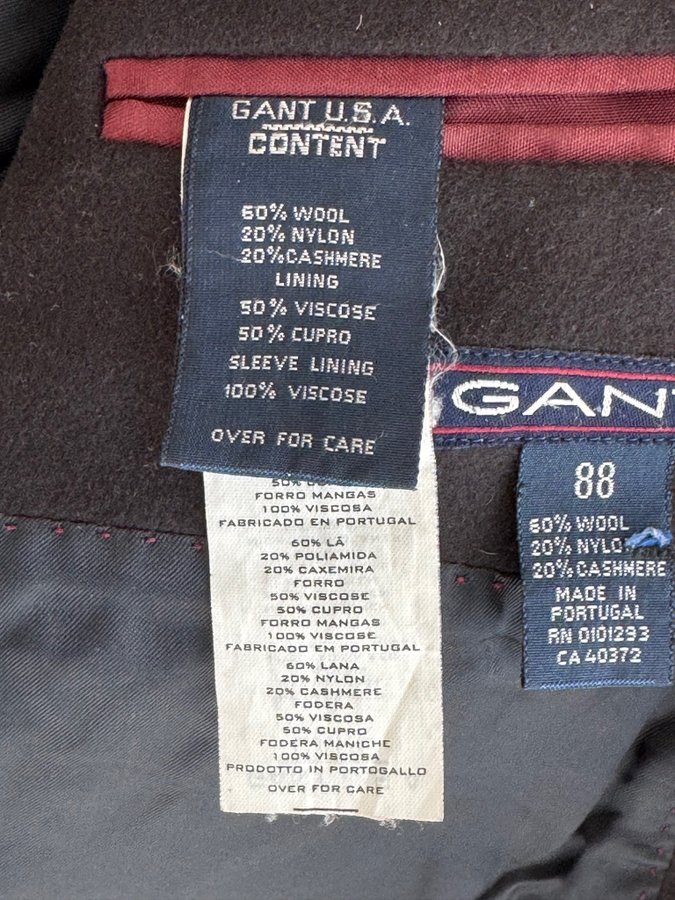 GANT U.S.A.
CONTENT
60% WOOL
20% NYLON
20% CASHMERE
LINING
50% VISCOSE
50% CUPRO
SLEEVE LINING
100% VISCOSE
OVER FOR CARE
FORRO MANGAS
100% VISCOSA
FABRICADO EN PORTUGAL
60% LÃ
20% POLIAMIDA
20% CAXEMIRA
FORRO
50% VISCOSE
50% CUPRO
FORRO MANGAS
100% VISCOSE
FABRICADO EM PORTUGAL
60% LANA
20% NYLON
20% CASHMERE
FODERA
50% VISCOSA
50% CUPRO
FODERA MANICHE
100% VISCOSA
PRODOTTO IN PORTOGALLO
OVER FOR CARE
GANT
88
60% WOOL
20% NYLO
20% CASHMERE
MADE IN
PORTUGAL
RN 0101293
CA 40372